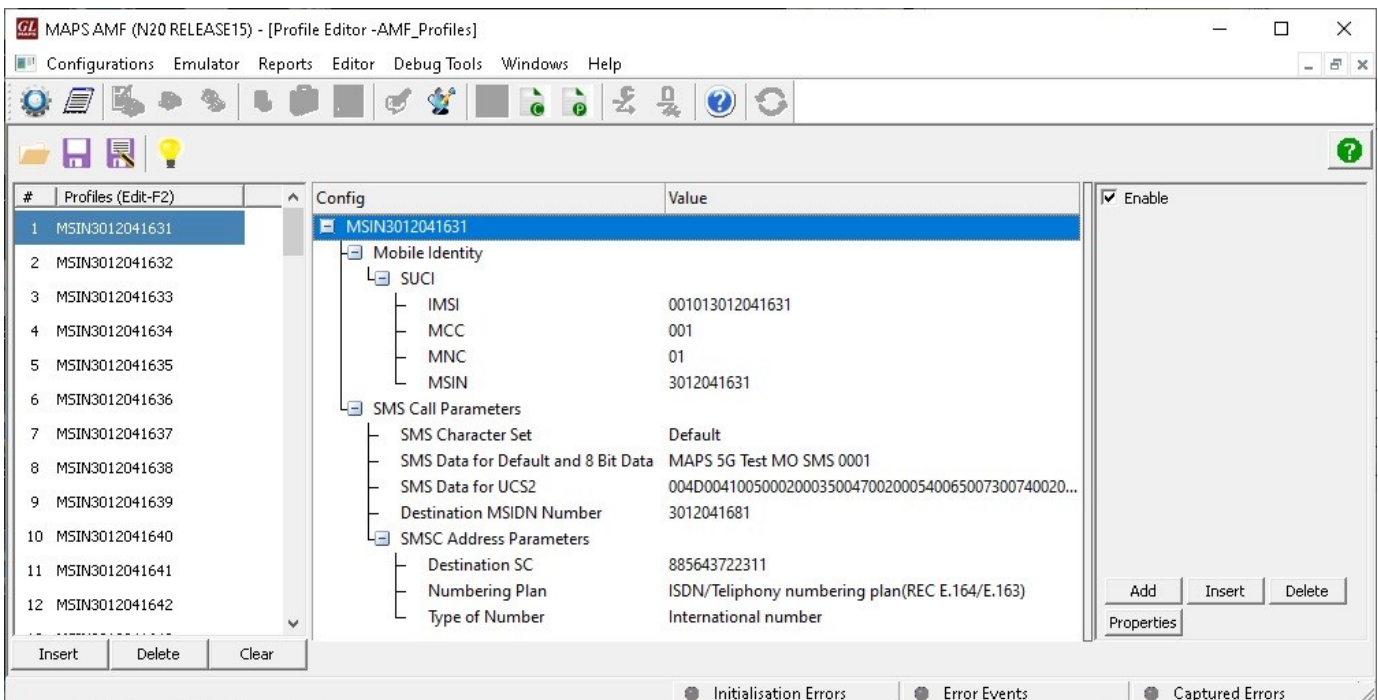 GL MAPS MAPS AMF (N20 RELEASE15) - [Profile Editor -AMF_Profiles]
Configurations Emulator Reports Editor Debug Tools Windows Help
# Profiles (Edit-F2)
1 MSIN3012041631
2 MSIN3012041632
3 MSIN3012041633
4 MSIN3012041634
5 MSIN3012041635
6 MSIN3012041636
7 MSIN3012041637
8 MSIN3012041638
9 MSIN3012041639
10 MSIN3012041640
11 MSIN3012041641
12 MSIN3012041642
Insert Delete Clear
Config Value
MSIN3012041631
Mobile Identity
SUCI
IMSI 001013012041631
MCC 001
MNC 01
MSIN 3012041631
SMS Call Parameters
SMS Character Set Default
SMS Data for Default and 8 Bit Data MAPS 5G Test MO SMS 0001
SMS Data for UCS2 004D00410050002000350047002000540065007300740020...
Destination MSIDN Number 3012041681
SMSC Address Parameters
Destination SC 885643722311
Numbering Plan ISDN/Teliphony numbering plan(REC E.164/E.163)
Type of Number International number
Enable
Add Insert Delete
Properties
Initialisation Errors Error Events Captured Errors